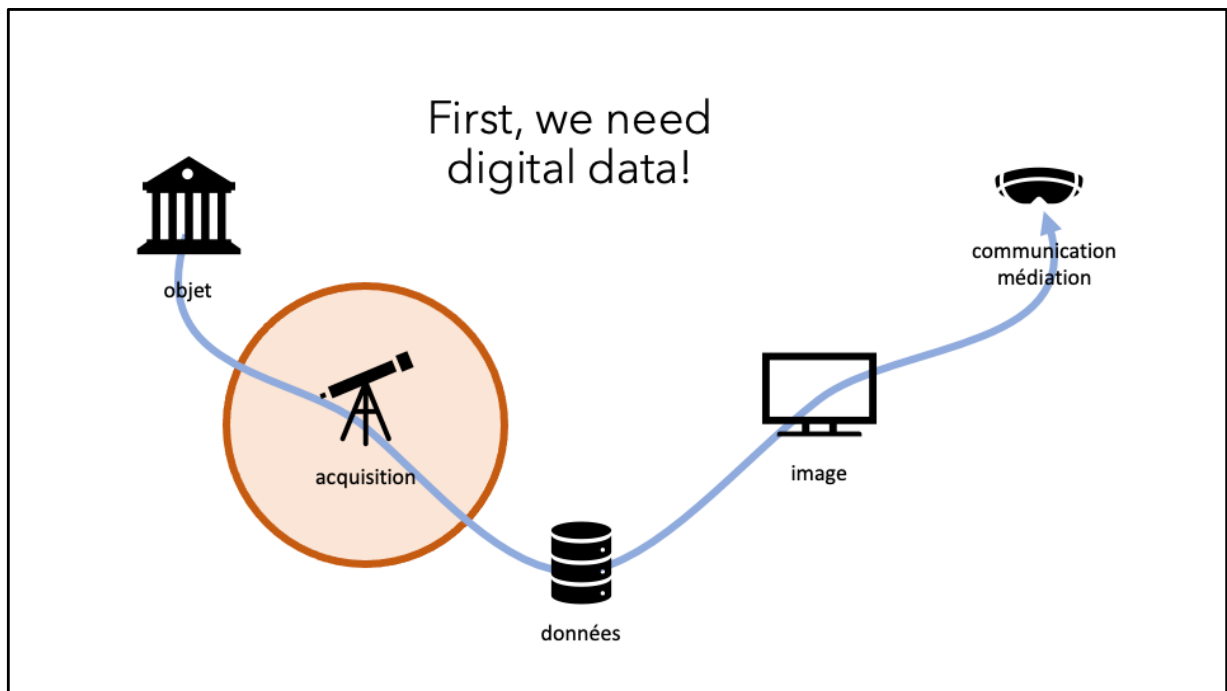 First, we need
digital data!
objet
acquisition
données
image
communication
médiation